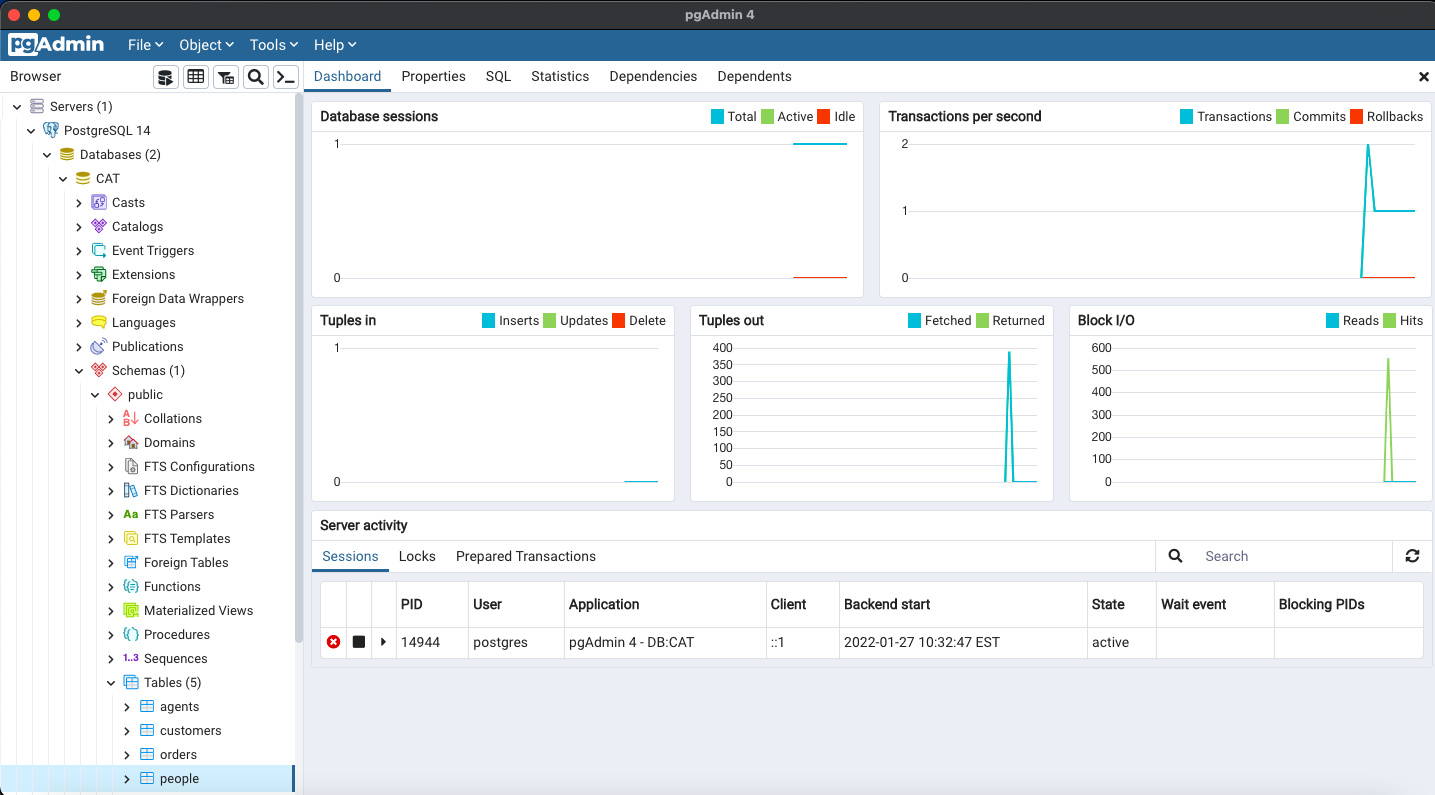 pgAdmin 4
pgAdmin File Object Tools Help
Browser
Dashboard Properties SQL Statistics Dependencies Dependents
Servers (1)
PostgreSQL 14
Databases (2)
CAT
Casts
Catalogs
Event Triggers
Extensions
Foreign Data Wrappers
Languages
Publications
Schemas (1)
public
Collations
Domains
FTS Configurations
FTS Dictionaries
Aa FTS Parsers
FTS Templates
Foreign Tables
Functions
Materialized Views
Procedures
1..3 Sequences
Tables (5)
agents
customers
orders
people
Database sessions Total Active Idle
1
0
Transactions per second Transactions Commits Rollbacks
2
1
0
Tuples in Inserts Updates Delete
1
0
Tuples out Fetched Returned
400
350
300
250
200
150
100
50
0
Block I/O Reads Hits
600
500
400
300
200
100
0
Server activity
Sessions Locks Prepared Transactions Search
PID User Application Client Backend start State Wait event Blocking PIDs
14944 postgres pgAdmin 4 - DB:CAT ::1 2022-01-27 10:32:47 EST active